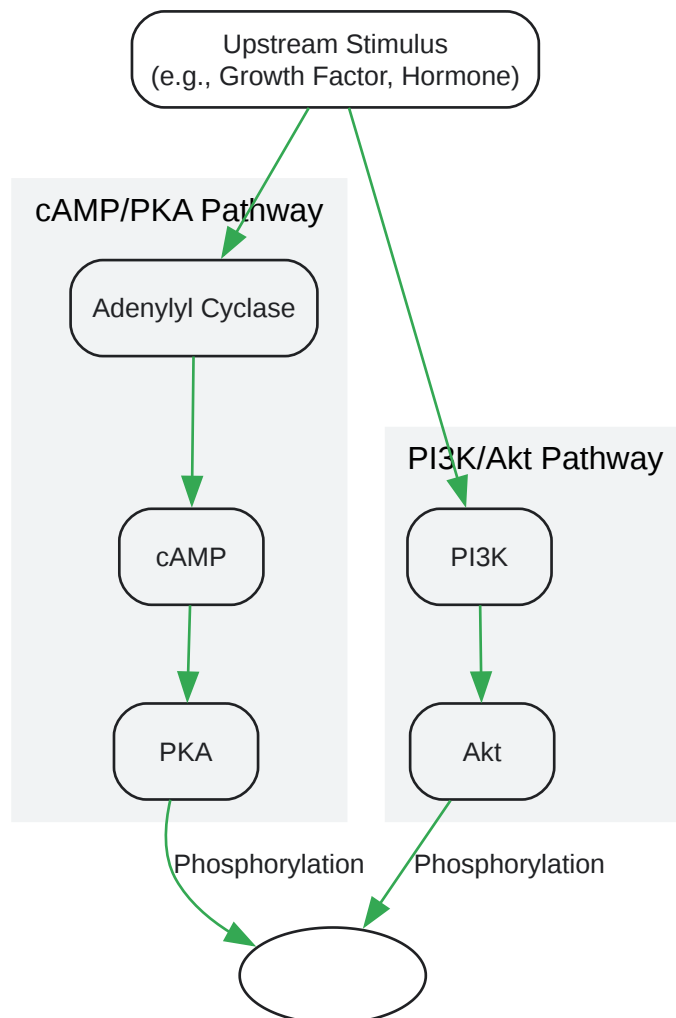 Upstream Stimulus
(e.g., Growth Factor, Hormone)
cAMP/PKA Pathway
Adenylyl Cyclase
PI3K/Akt Pathway
cAMP
PI3K
PKA
Akt
Phosphorylation
Phosphorylation